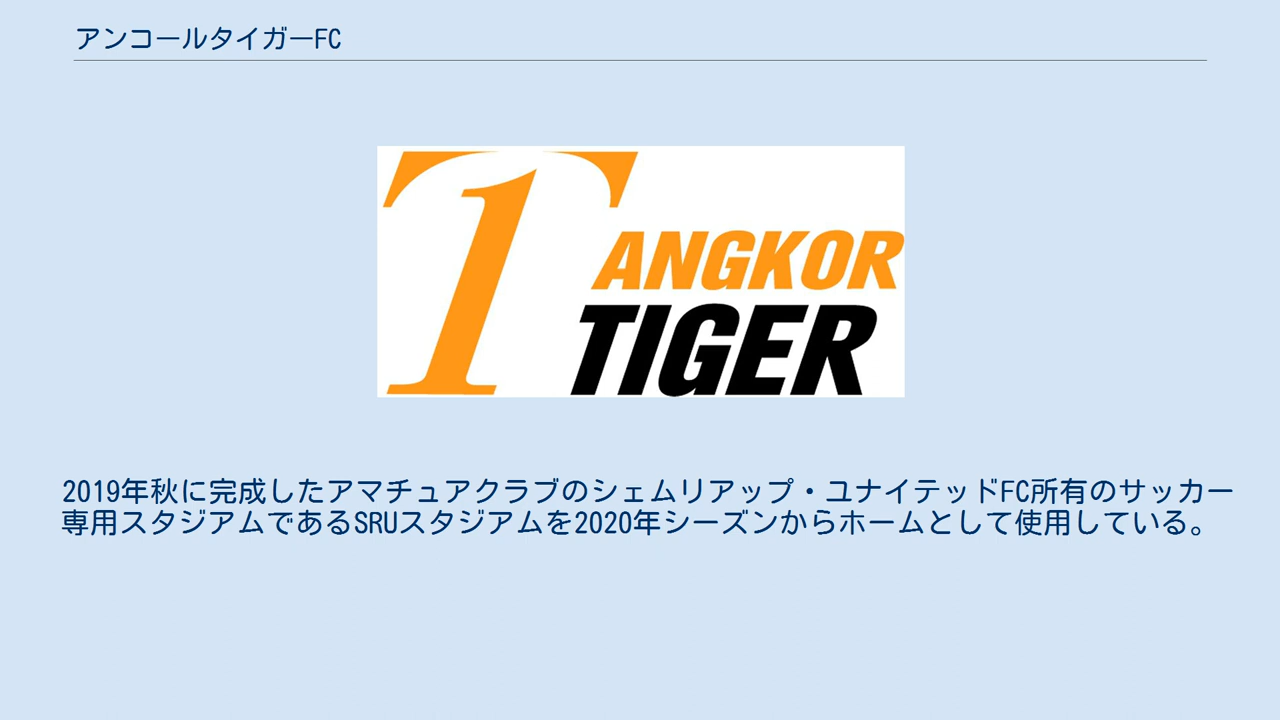 アンコールタイガーFC
ANGKOR
TIGER
2019年秋に完成したアマチュアクラブのシェムリアップ・ユナイテッドFC所有のサッカー
専用スタジアムであるSRUスタジアムを2020年シーズンからホームとして使用している。